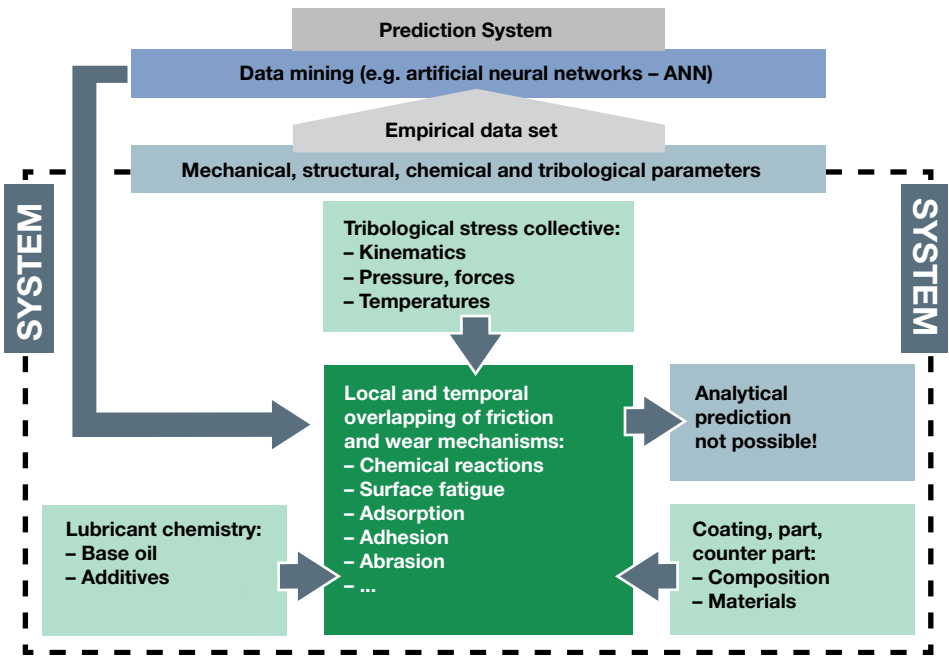 Prediction System
Data mining (e.g. artificial neural networks – ANN)
Empirical data set
Mechanical, structural, chemical and tribological parameters
SYSTEM
SYSTEM
Tribological stress collective:
– Kinematics
– Pressure, forces
– Temperatures
Local and temporal
overlapping of friction
and wear mechanisms:
– Chemical reactions
– Surface fatigue
– Adsorption
– Adhesion
– Abrasion
– ...
Analytical
prediction
not possible!
Lubricant chemistry:
– Base oil
– Additives
Coating, part,
counter part:
– Composition
– Materials